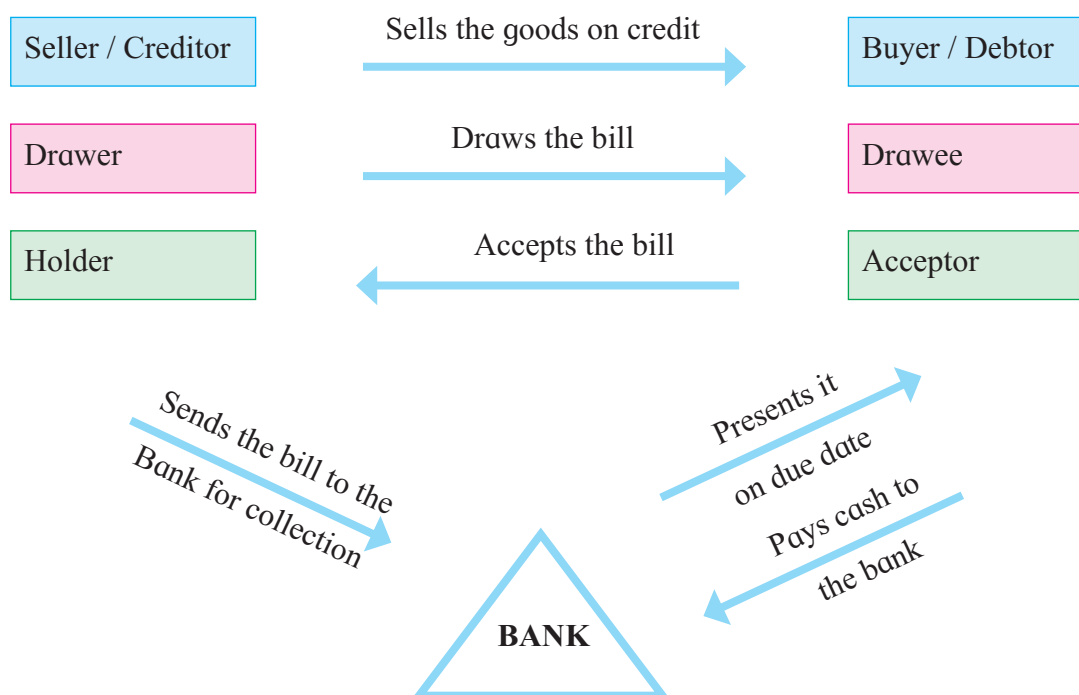 Seller / Creditor
Sells the goods on credit
Buyer / Debtor
Drawer
Draws the bill
Drawee
Holder
Accepts the bill
Acceptor
Sends the bill to the
Bank for collection
Presents it
on due date
Pays cash to
the bank
BANK